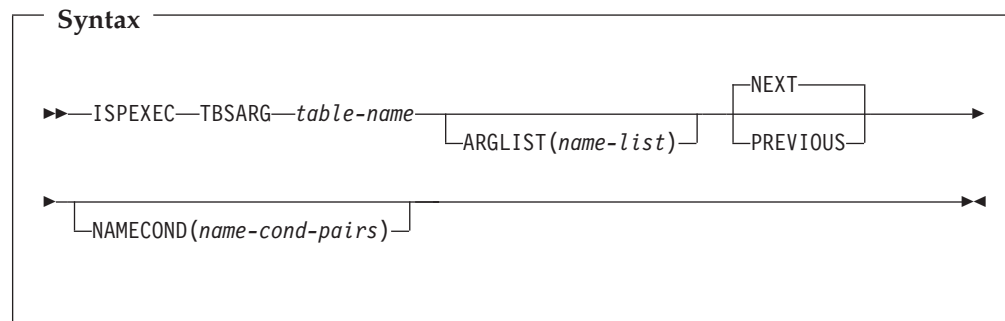 Syntax
NEXT
ISPEXEC TBSARG table-name
ARGLIST(name-list) PREVIOUS
NAMECOND(name-cond-pairs)